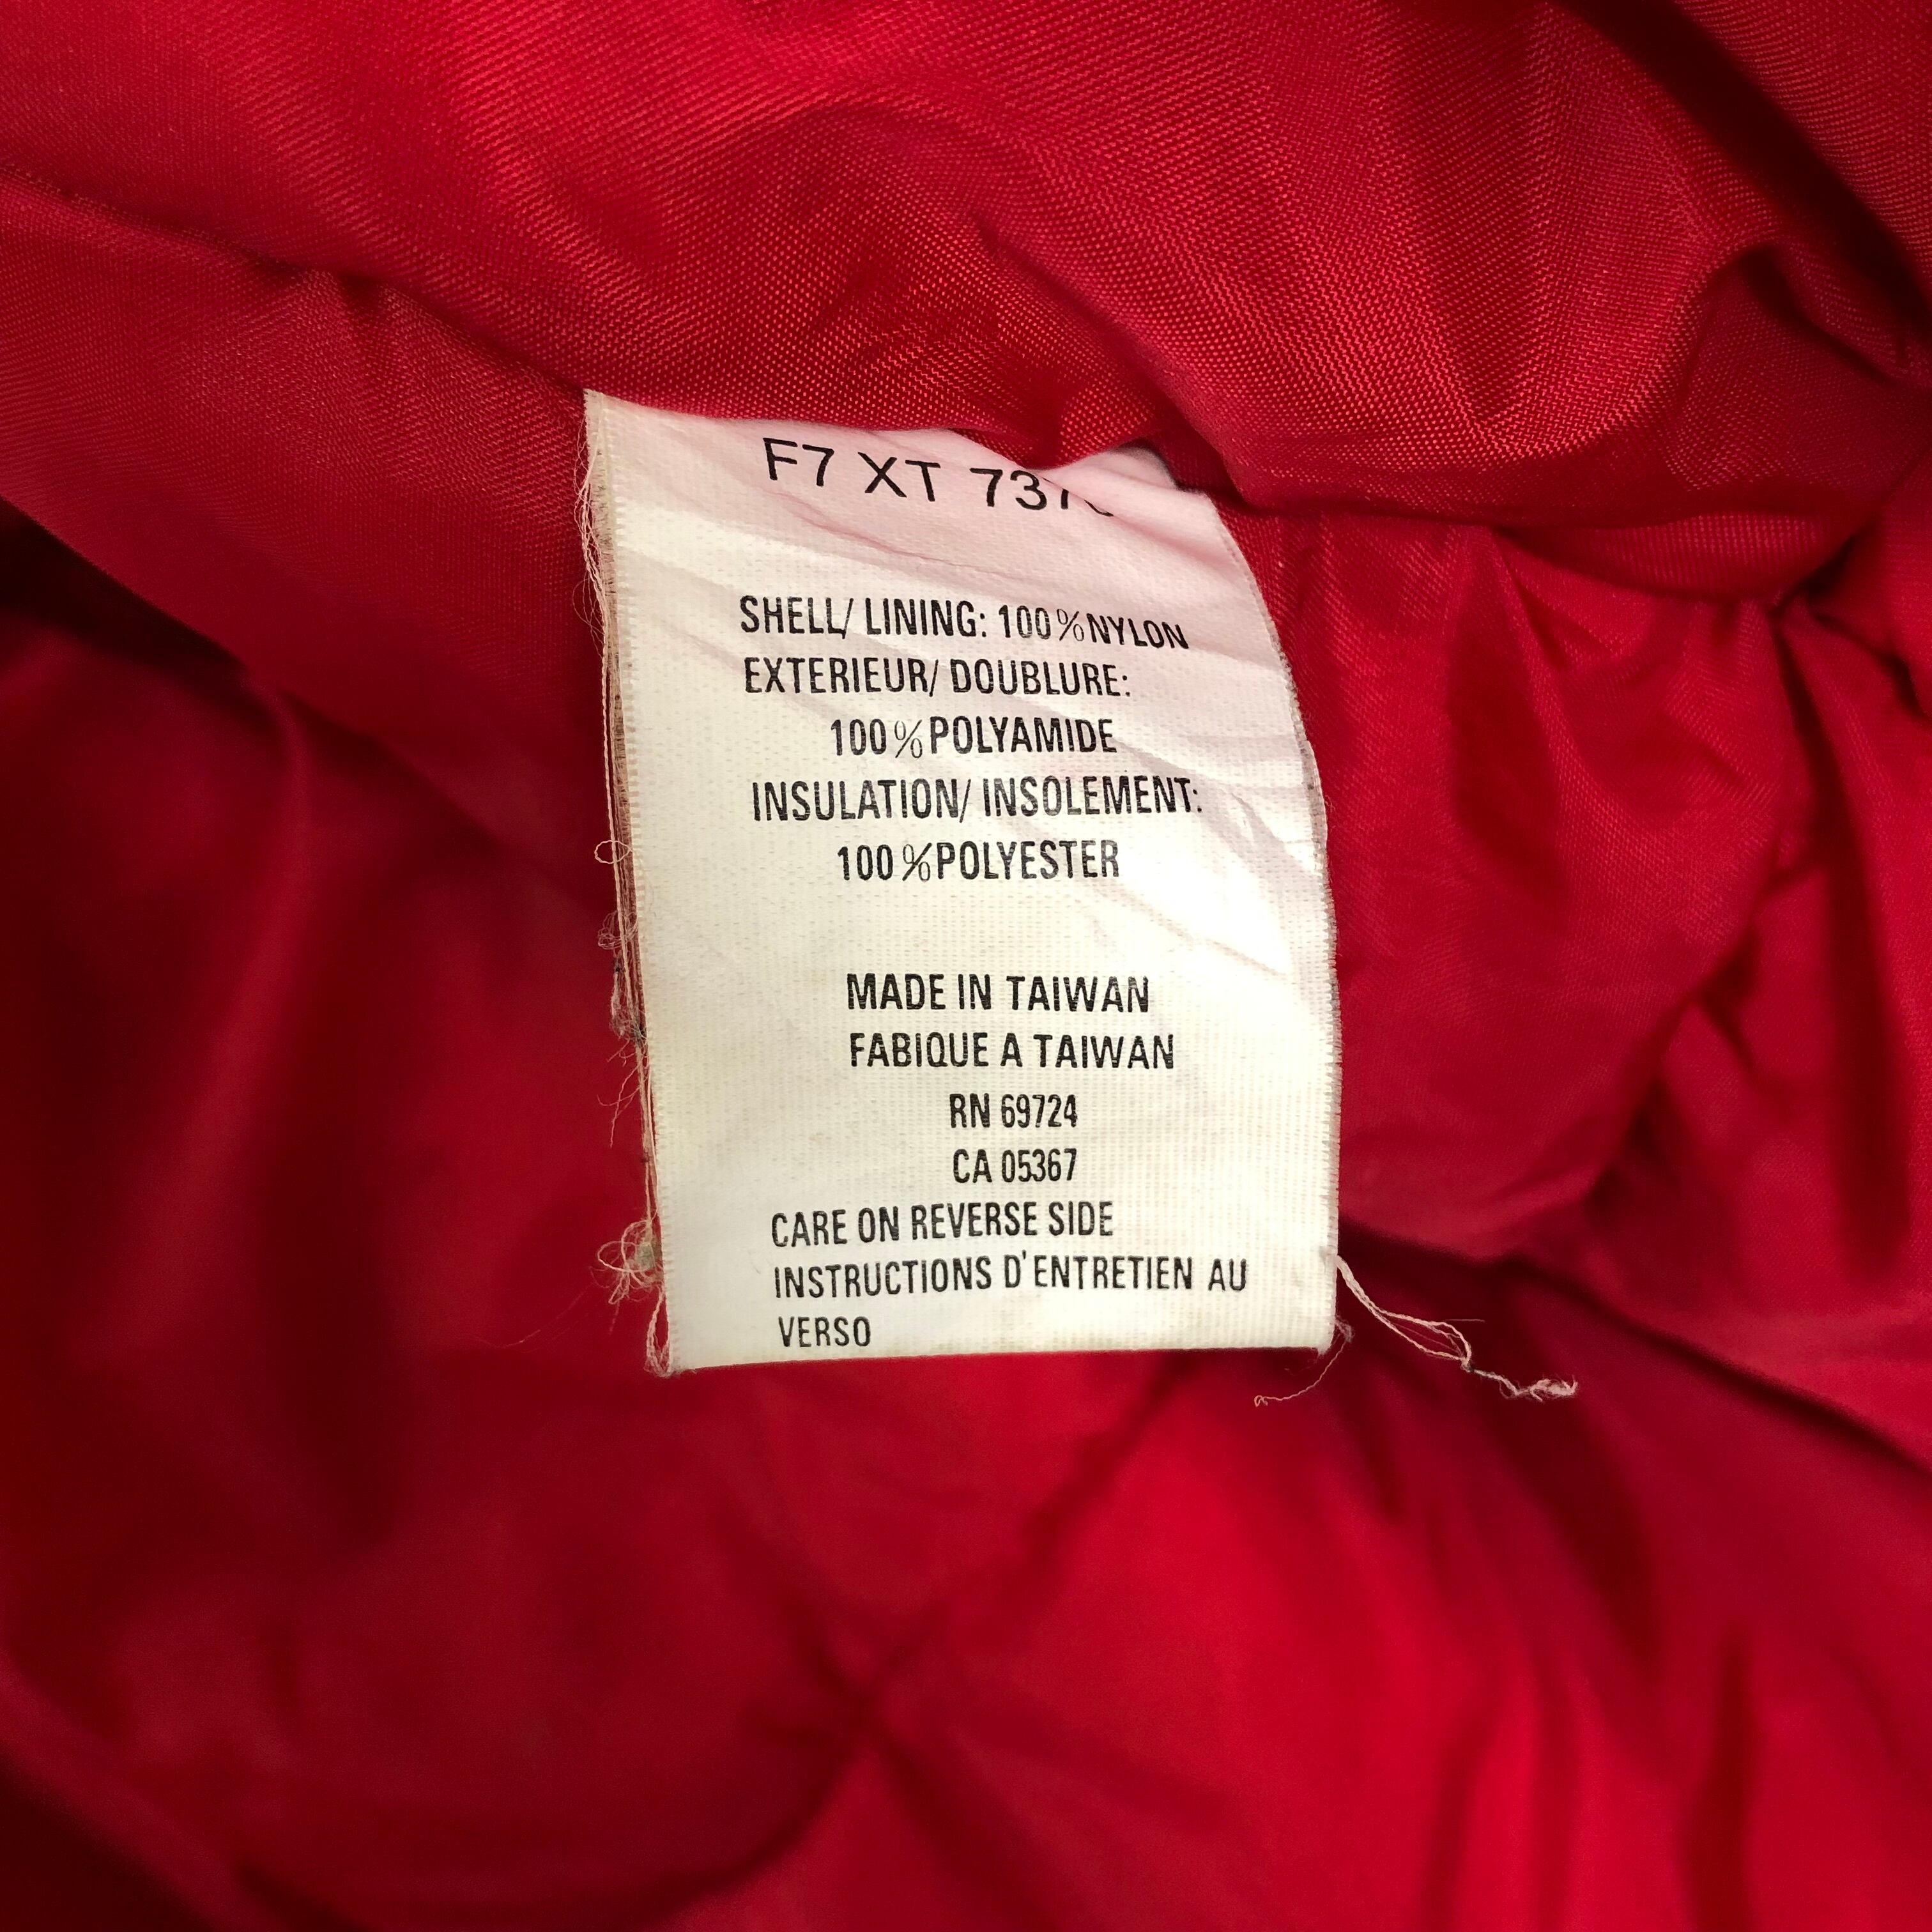 F7 XT
SHELL/ LINING: 100%NYLON
EXTERIEUR/ DOUBLURE:
100%POLYAMIDE
INSULATION/ INSOLEMENT:
100%POLYESTER
MADE IN TAIWAN
FABIQUE A TAIWAN
RN 69724
CA 05367
CARE ON REVERSE SIDE
INSTRUCTIONS D'ENTRETIEN AU
VERSO